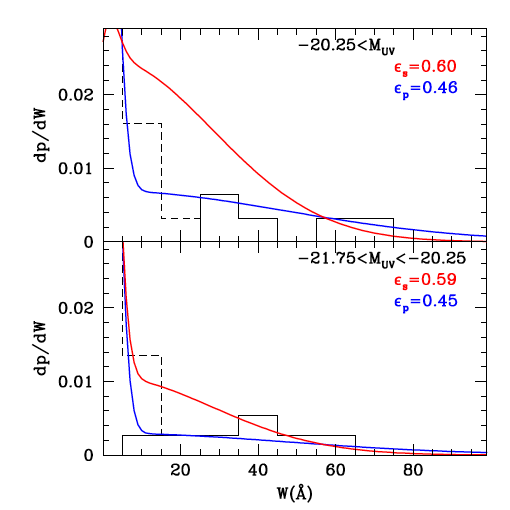 -20.25<M_UV
ε_s=0.60
ε_p=0.46
0.02
0.01
0
dp/dW
-21.75<M_UV<-20.25
ε_s=0.59
ε_p=0.45
0.02
0.01
0
dp/dW
20 40 60 80
W(Å)